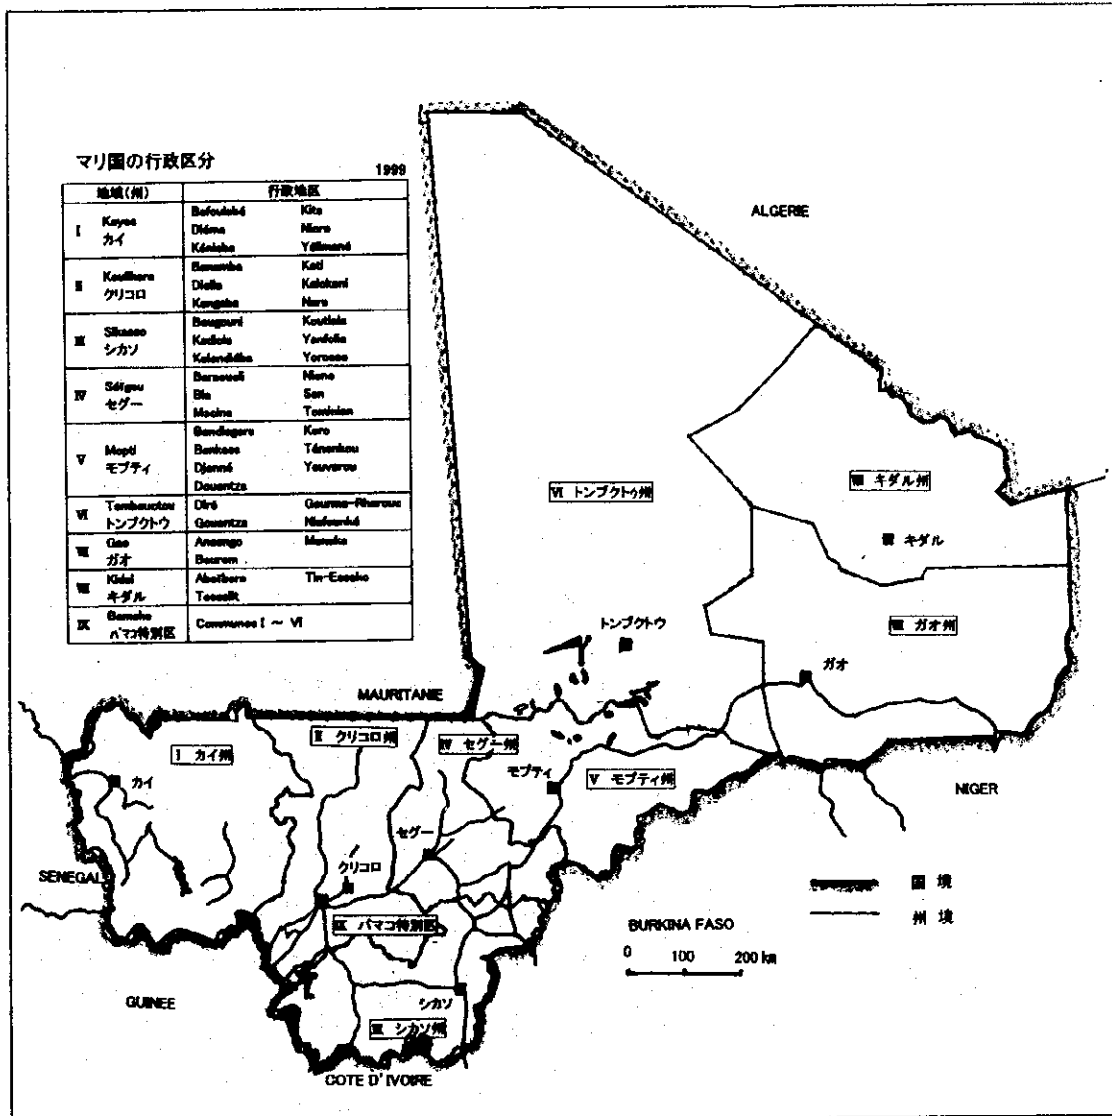 マリ国の行政区分
1999
地域(州) 行政地区
I Kayes Bafoulabé Kita
カイ Diéma Nioro
Kéniéba Yélimané
II Koulikoro Banamba Kati
クリコロ Dioila Kolokani
Kangaba Nara
III Sikasso Bougouni Koutiala
シカソ Kadiolo Yanfolia
Kolondiéba Yorosso
IV Ségou Baraouéli Niono
セグー Bla San
Macina Tominian
V Mopti Bandiagara Koro
モプティ Bankass Ténenkou
Djenné Youvarou
Douentza
VI Tombouctou Diré Gourma-Rharous
トンブクトウ Gouantza Niafounké
Gao Ansongo Menaka
ガオ Bourem
Kidal Abeïbara Tin-Essako
キダル Tessalit
IX Bamako Communes I ～ VI
バマコ特別区
ALGERIE
VI トンブクトゥ州
VIII キダル州
キダル
トンブクトウ
ガオ州
ガオ
MAURITANIE
I カイ州
II クリコロ州
IV セグー州
モプティ
V モプティ州
カイ
NIGER
セグー
クリコロ
SENEGAL
国 境
州 境
IX バマコ特別区
BURKINA FASO
0 100 200 km
GUINEE
シカソ
III シカソ州
COTE D'IVOIRE